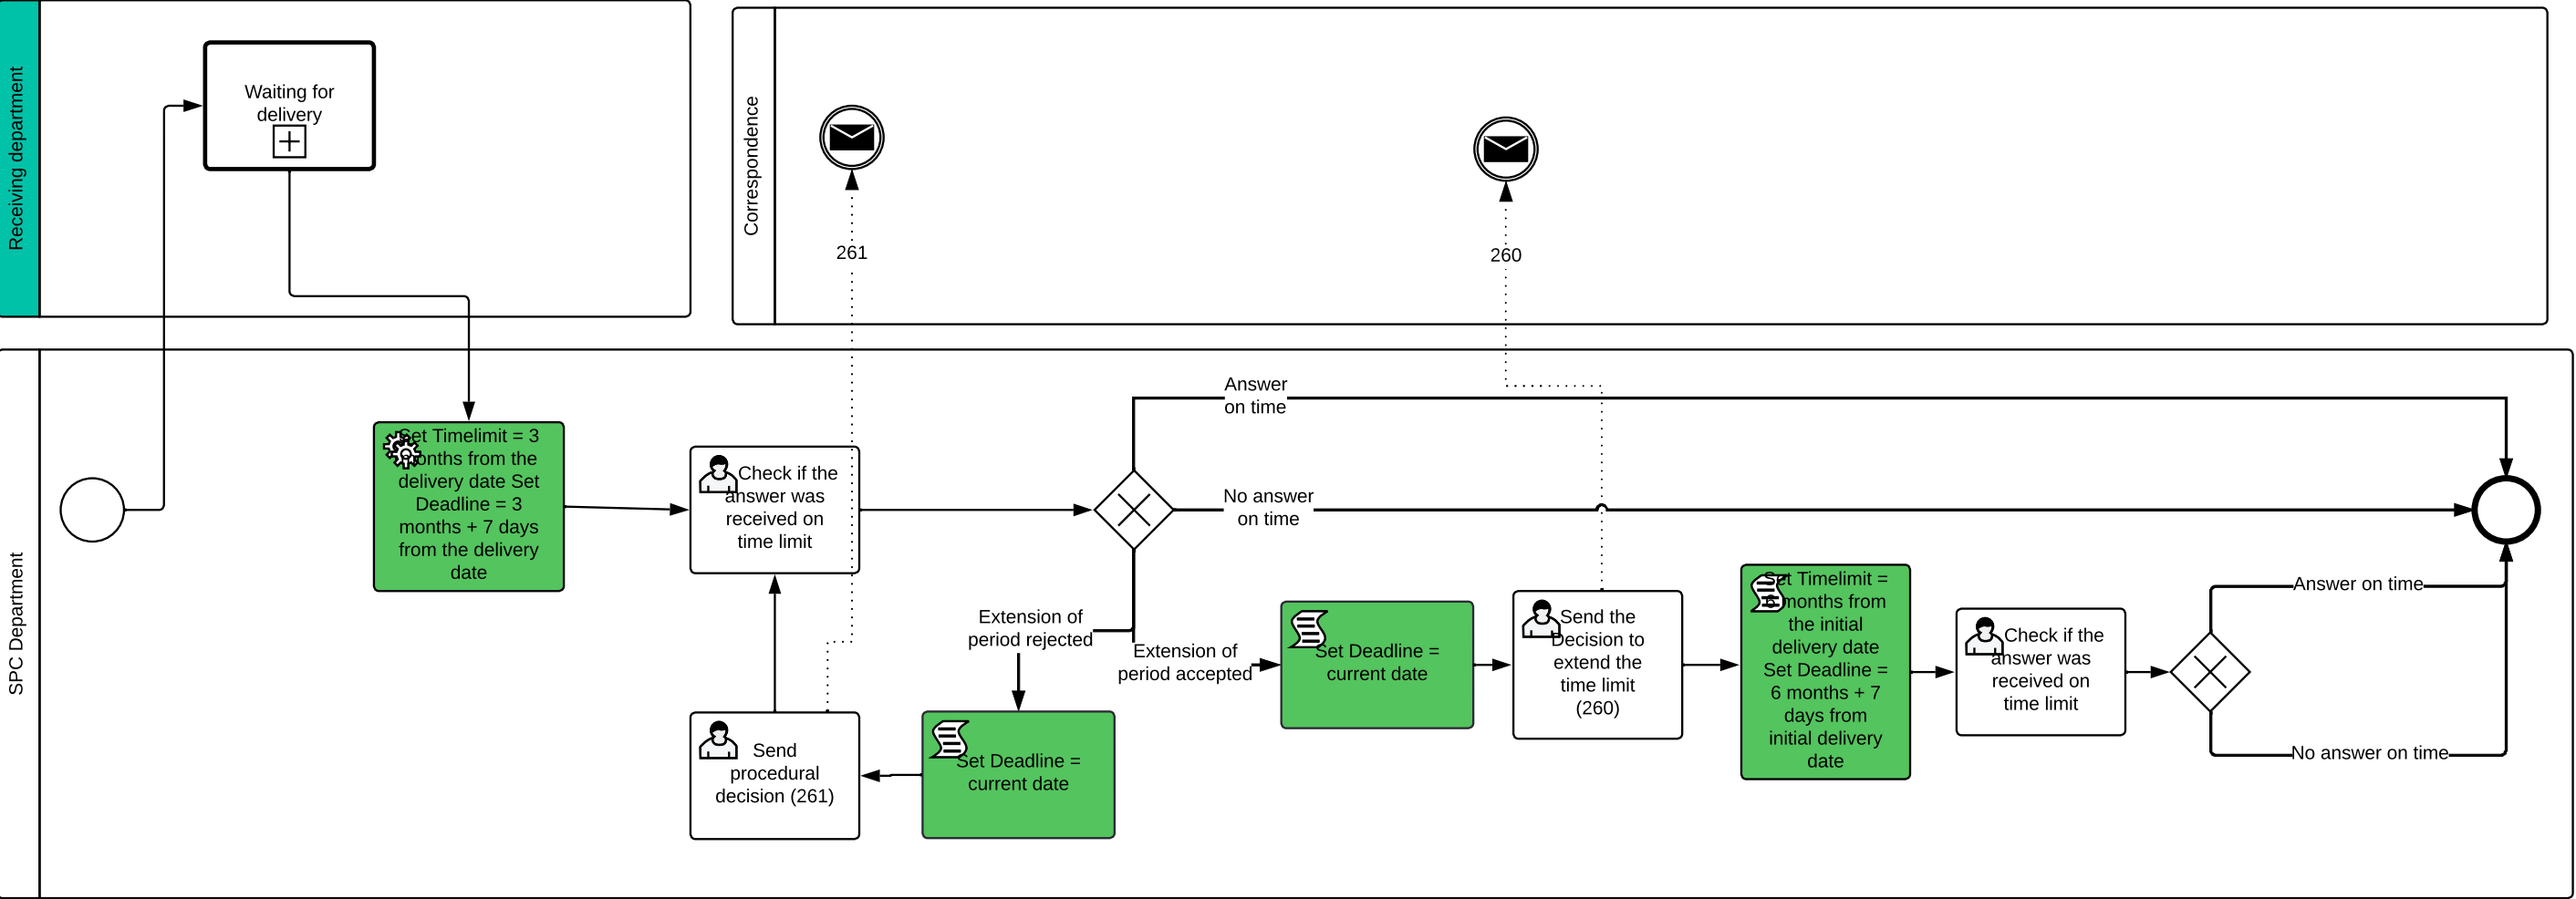 Receiving department
Waiting for
delivery
Correspondence
261
260
SPC Department
Set Timelimit = 3
months from the
delivery date Set
Deadline = 3
months + 7 days
from the delivery
date
Check if the
answer was
received on
time limit
Answer
on time
No answer
on time
Extension of
period rejected
Extension of
period accepted
Send
procedural
decision (261)
Set Deadline =
current date
Set Deadline =
current date
Send the
Decision to
extend the
time limit
(260)
Set Timelimit =
6 months from
the initial
delivery date
Set Deadline =
6 months + 7
days from
initial delivery
date
Check if the
answer was
received on
time limit
Answer on time
No answer on time